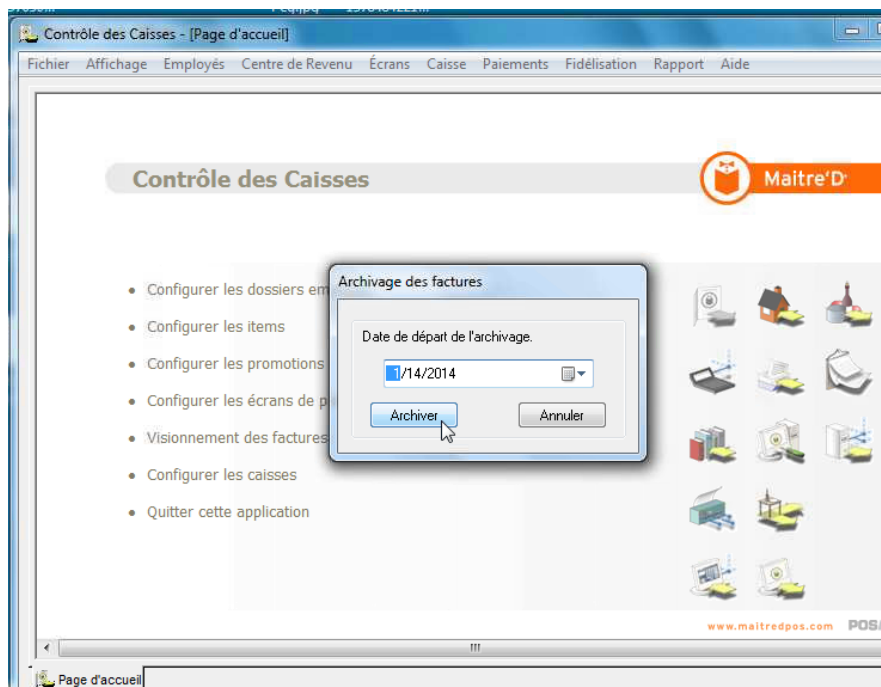 Contrôle des Caisses - [Page d'accueil]
Fichier Affichage Employés Centre de Revenu Écrans Caisse Paiements Fidélisation Rapport Aide
Contrôle des Caisses
Maitre'D
Archivage des factures
Date de départ de l'archivage.
1/14/2014
Archiver Annuler
Configurer les dossiers em
Configurer les items
Configurer les promotions
Configurer les écrans de p
Visionnement des factures
Configurer les caisses
Quitter cette application
www.maitredpos.com
Page d'accueil